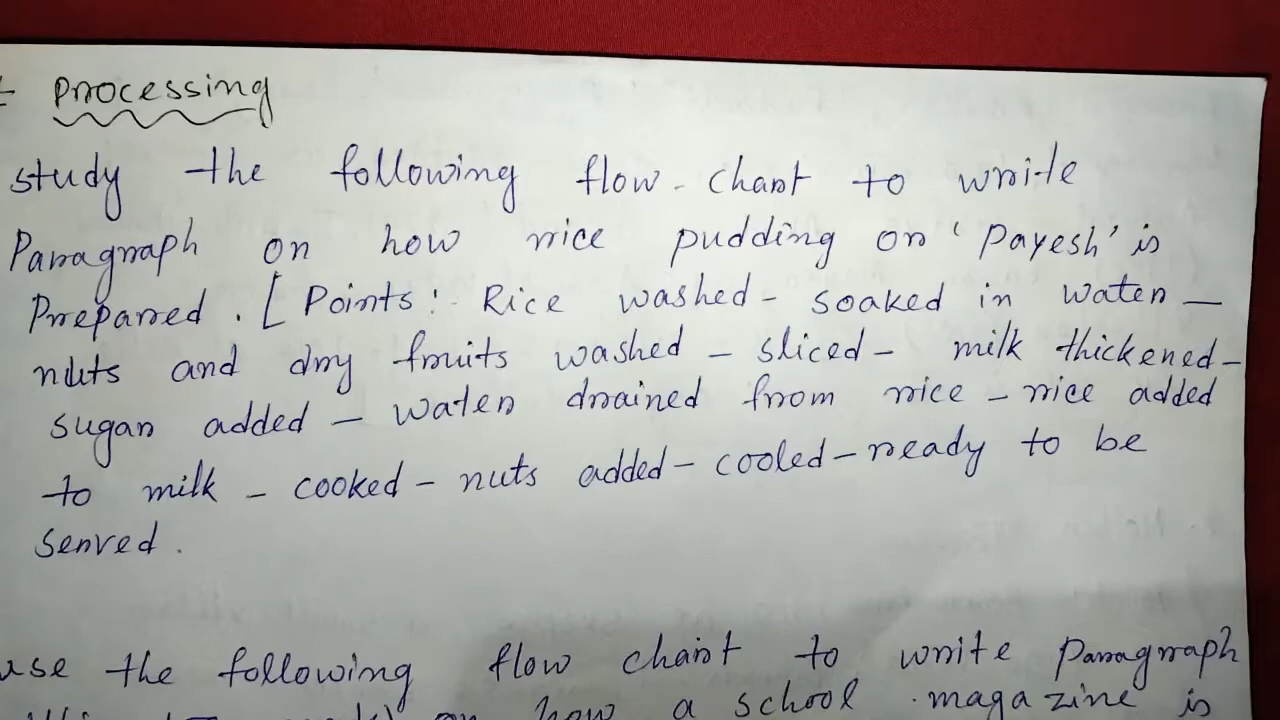 Processing
study the following flow-chart to write
Paragraph on how rice pudding or 'Payesh' is
Prepared. [Points:- Rice washed - soaked in water -
nuts and dry fruits washed - sliced - milk thickened -
sugar added - water drained from rice - rice added
to milk - cooked - nuts added - cooled - ready to be
served.
use the following flow chart to write paragraph
on how a school magazine is